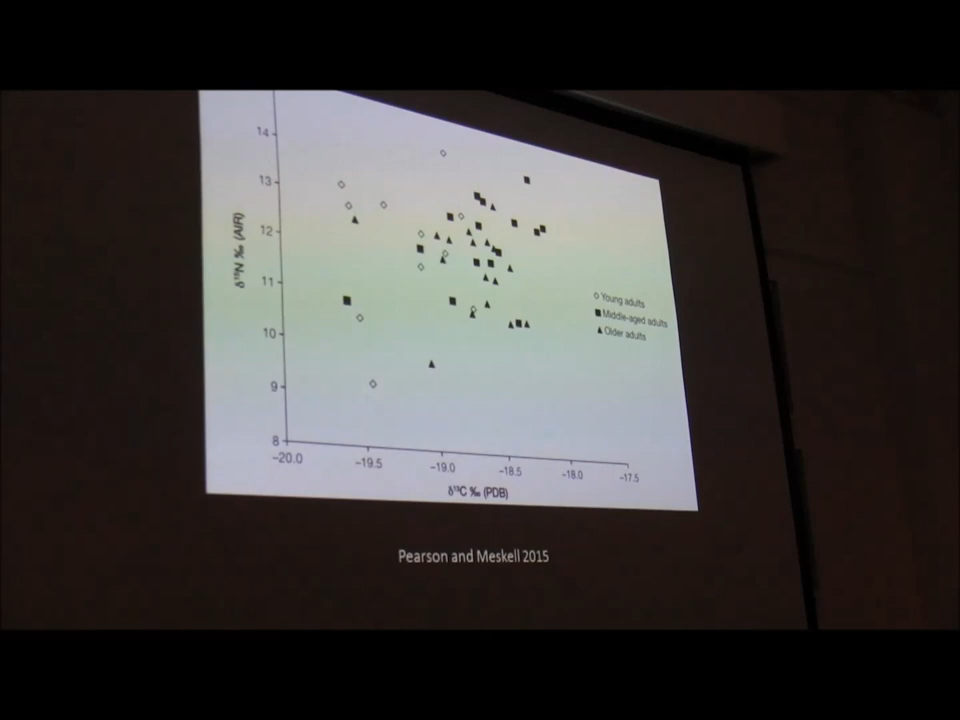 14
13
12
11
10
9
8
δ¹⁵N ‰ (AIR)
-20.0
-19.5
-19.0
-18.5
-18.0
-17.5
δ¹³C ‰ (PDB)
Young adults
Middle-aged adults
Older adults
Pearson and Meskell 2015